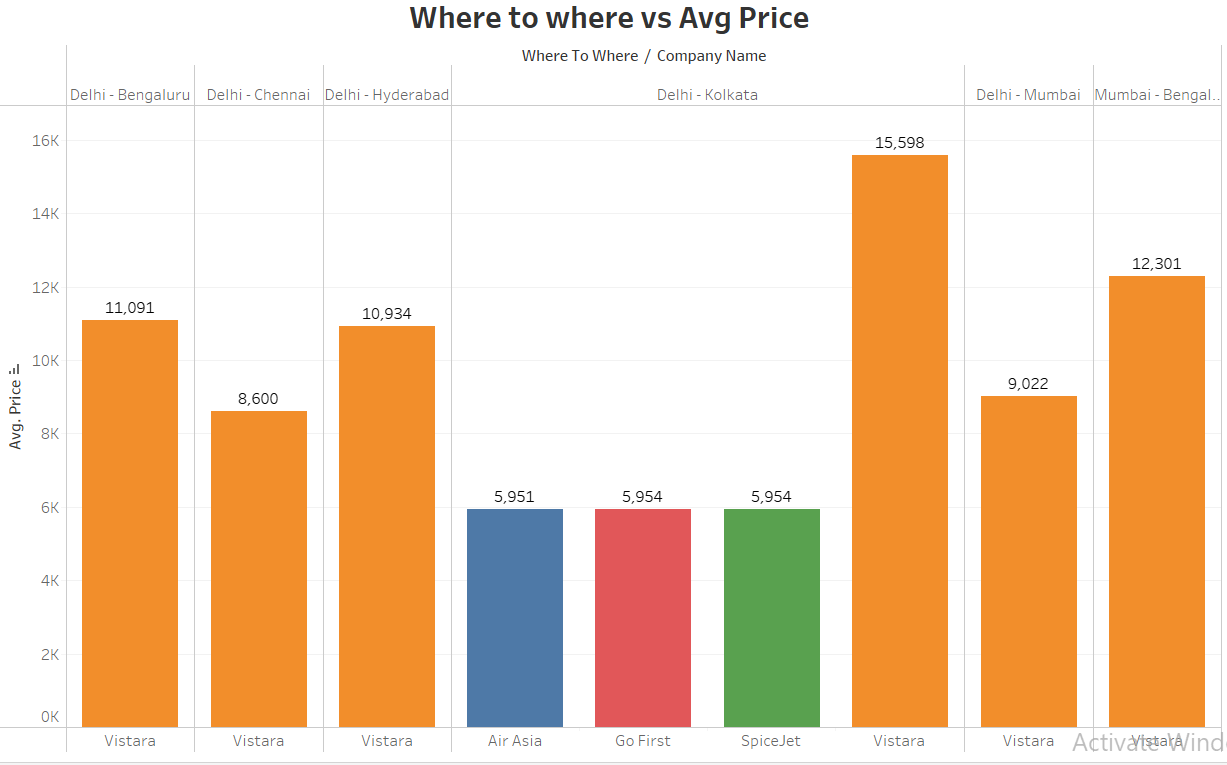 Where to where vs Avg Price
Where To Where / Company Name
Delhi - Bengaluru Delhi - Chennai Delhi - Hyderabad Delhi - Kolkata Delhi - Mumbai Mumbai - Bengal..
Avg. Price
16K
14K
12K
10K
8K
6K
4K
2K
0K
11,091 8,600 10,934 5,951 5,954 5,954 15,598 9,022 12,301
Vistara Vistara Vistara Air Asia Go First SpiceJet Vistara Vistara Vistara
Activate Wind